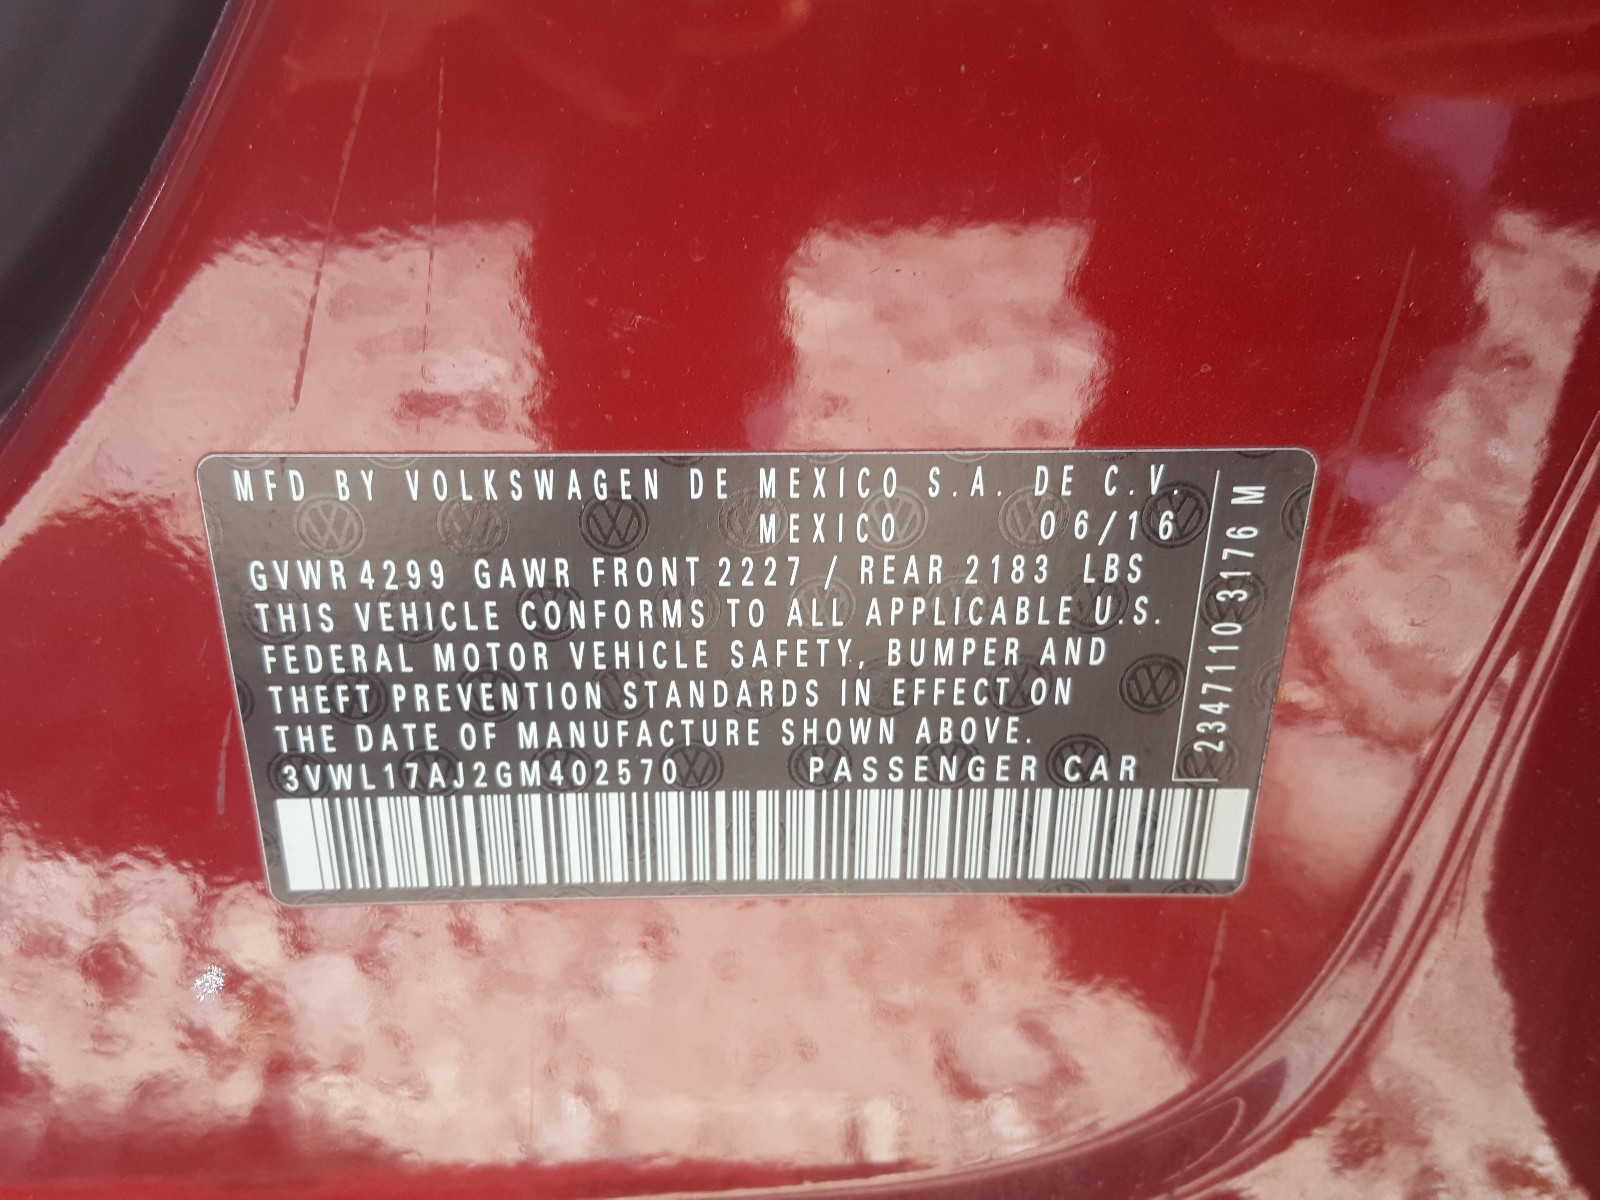 MFD BY VOLKSWAGEN DE MEXICO S.A. DE C.V.
MEXICO 06/16
GVWR 4299 GAWR FRONT 2227 / REAR 2183 LBS
THIS VEHICLE CONFORMS TO ALL APPLICABLE U.S.
FEDERAL MOTOR VEHICLE SAFETY, BUMPER AND
THEFT PREVENTION STANDARDS IN EFFECT ON
THE DATE OF MANUFACTURE SHOWN ABOVE.
3VWL17AJ2GM402570 PASSENGER CAR
2347110 3176 M